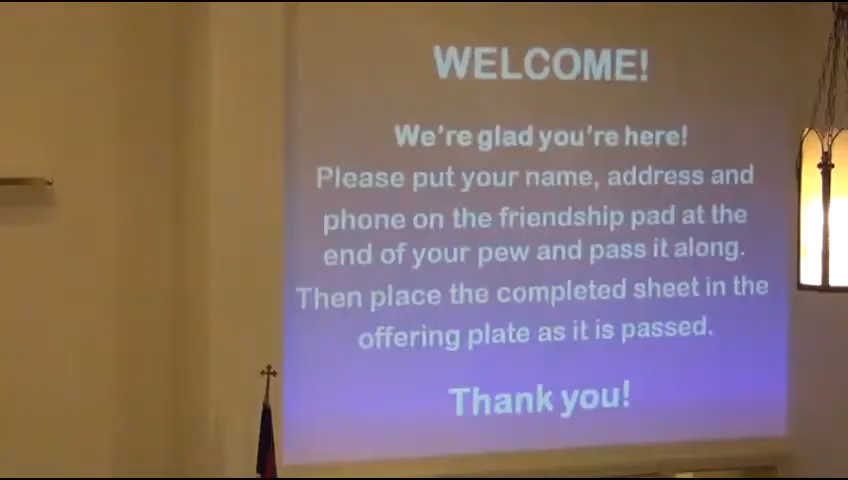 WELCOME!
We're glad you're here!
Please put your name, address and
phone on the friendship pad at the
end of your pew and pass it along.
Then place the completed sheet in the
offering plate as it is passed.
Thank you!